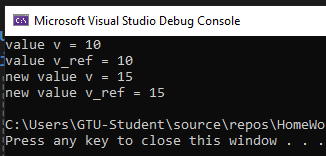 Microsoft Visual Studio Debug Console
value v = 10
value v_ref = 10
new value v = 15
new value v_ref = 15
C:\Users\GTU-Student\source\repos\HomeWo
Press any key to close this window . . .